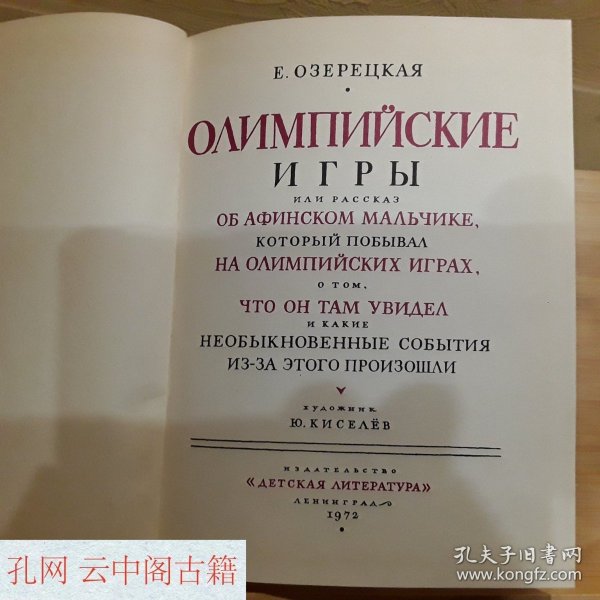 Е. ОЗЕРЕЦКАЯ
ОЛИМПИЙСКИЕ
ИГРЫ
ИЛИ РАССКАЗ
ОБ АФИНСКОМ МАЛЬЧИКЕ,
КОТОРЫЙ ПОБЫВАЛ
НА ОЛИМПИЙСКИХ ИГРАХ,
О ТОМ,
ЧТО ОН ТАМ УВИДЕЛ
И КАКИЕ
НЕОБЫКНОВЕННЫЕ СОБЫТИЯ
ИЗ-ЗА ЭТОГО ПРОИЗОШЛИ
ХУДОЖНИК
Ю. КИСЕЛЁВ
ИЗДАТЕЛЬСТВО
«ДЕТСКАЯ ЛИТЕРАТУРА»
ЛЕНИНГРАД
1972
孔网 云中阁古籍
孔夫子旧书网
www.kongfz.com